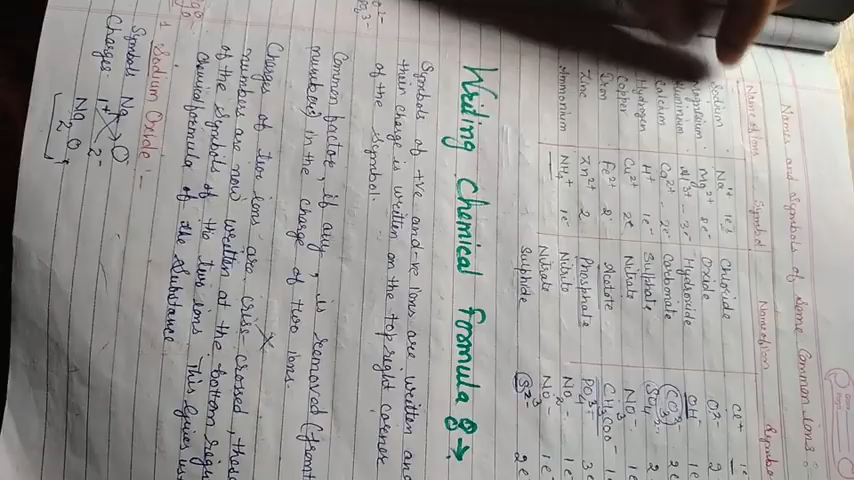 Names and Symbols of Some Common Ions :-
Name of Ions Symbol Name of Ion Symbo
Sodium Na1+ 1e-s Chloride Cl+ 1e
Magnesium Mg2+ 2e- Oxide O2- 2
Aluminium Al3+ - 3e- Hydroxide OH- 1e
Calcium Ca2+ - 2e- Carbonate (CO3)2- 2e
Hydrogen H+ 1e- Sulphate (SO4 2- 2
Copper Cu2+ 2e Nitrate NO3- 1e
Iron Fe2+ 2 Acetate CH3COO- 1
Zinc Zn2+ 2 Phosphate PO4 3- 3e
Ammonium NH4+ 1e- Nitrite NO2- 1e
Nitrate NO3- 1e
Sulphide (S2- 2e
Writing Chemical formula 8→
Symbols of +ve and -ve Ions are written and
their charge is written on the top right corner
of the symbol.
Common factor, if any, is removed (from
numbers) in the charge of two Ions.
Charges of two ions are criss crossed, these
numbers are now written at the bottom
of the symbols of the two ions. This gives us
Chemical formula of the Substance
1 Sodium Oxide :-
Symbols Na O
Charges. 1+ 2-
Na2O